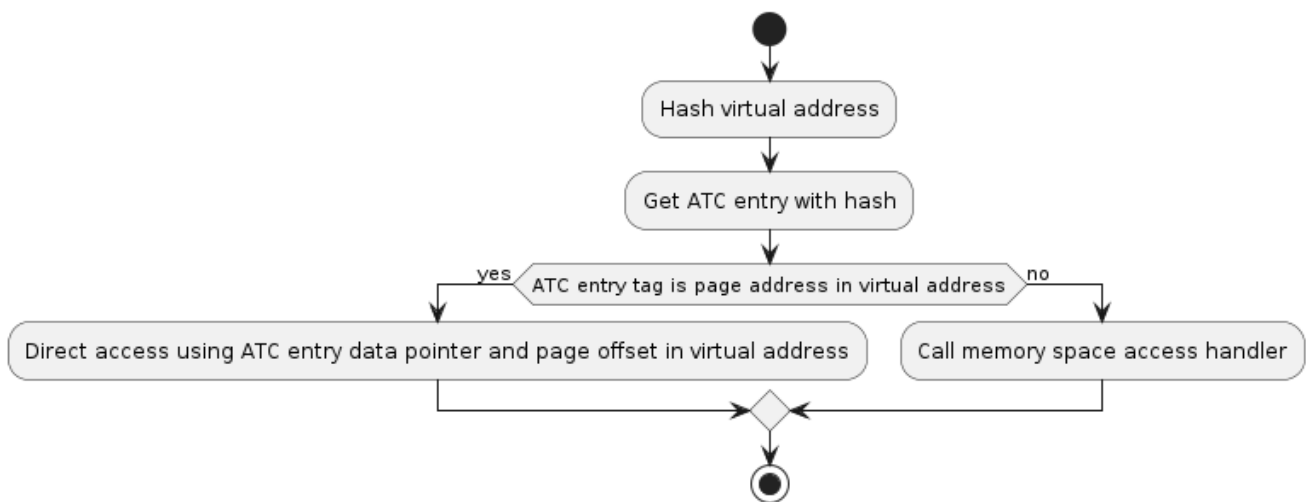 Hash virtual address
Get ATC entry with hash
yes
ATC entry tag is page address in virtual address
no
Direct access using ATC entry data pointer and page offset in virtual address
Call memory space access handler